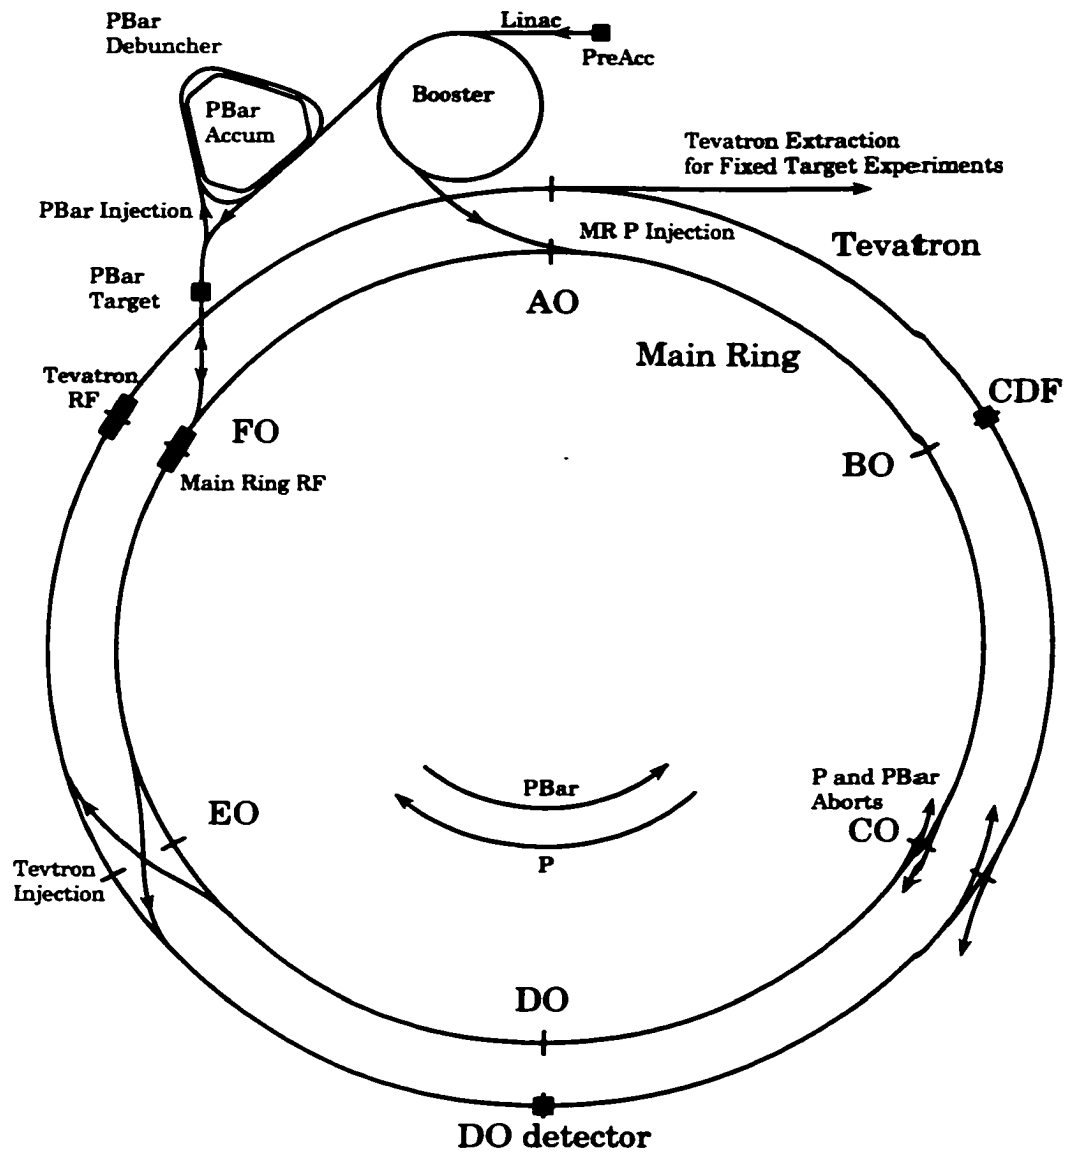 PBar
Debuncher
Linac
PreAcc
Booster
PBar
Accum
Tevatron Extraction
for Fixed Target Experiments
PBar Injection
MR P Injection
Tevatron
PBar
Target
AO
Main Ring
Tevatron
RF
CDF
FO
BO
Main Ring RF
PBar
P and PBar
Aborts
EO
CO
P
Tevtron
Injection
DO
DO detector